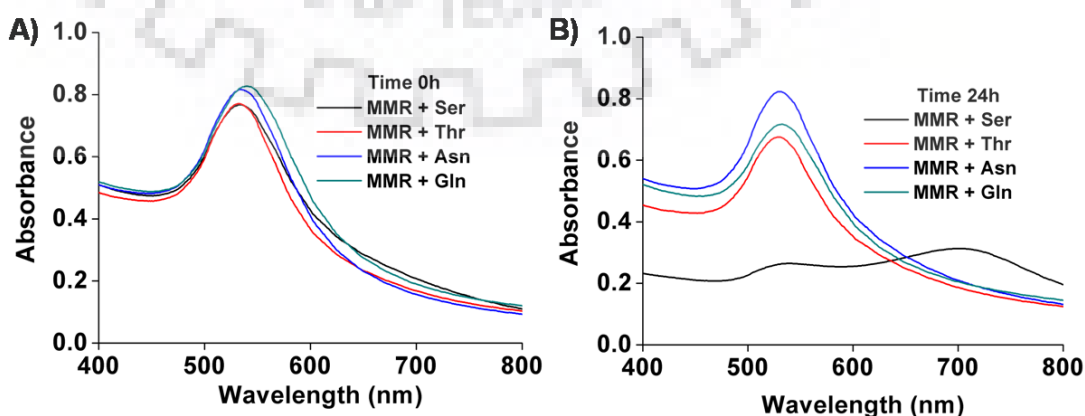 A)
Absorbance
1.0
0.8
0.6
0.4
0.2
0.0
400 500 600 700 800
Wavelength (nm)
Time 0h
MMR + Ser
MMR + Thr
MMR + Asn
MMR + Gln
B)
Absorbance
1.0
0.8
0.6
0.4
0.2
0.0
400 500 600 700 800
Wavelength (nm)
Time 24h
MMR + Ser
MMR + Thr
MMR + Asn
MMR + Gln